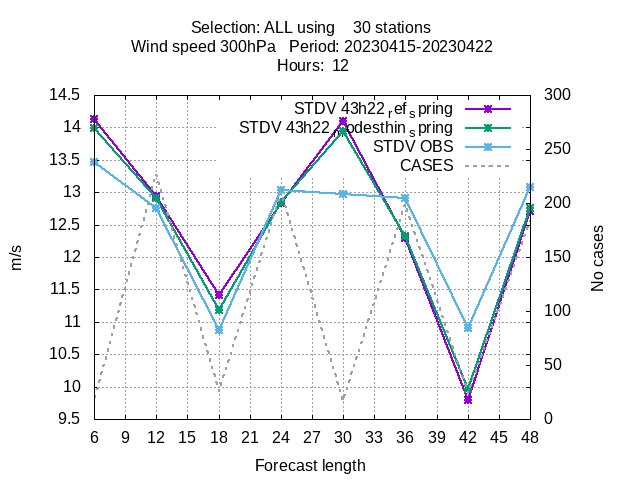 Selection: ALL using    30 stations
Wind speed 300hPa   Period: 20230415-20230422
Hours:  12
14.5
14
13.5
13
12.5
12
11.5
11
10.5
10
9.5
300
250
200
150
100
50
0
m/s
No cases
STDV 43h22_ref_spring
STDV 43h22_modesthin_spring
STDV OBS
CASES
6 9 12 15 18 21 24 27 30 33 36 39 42 45 48
Forecast length